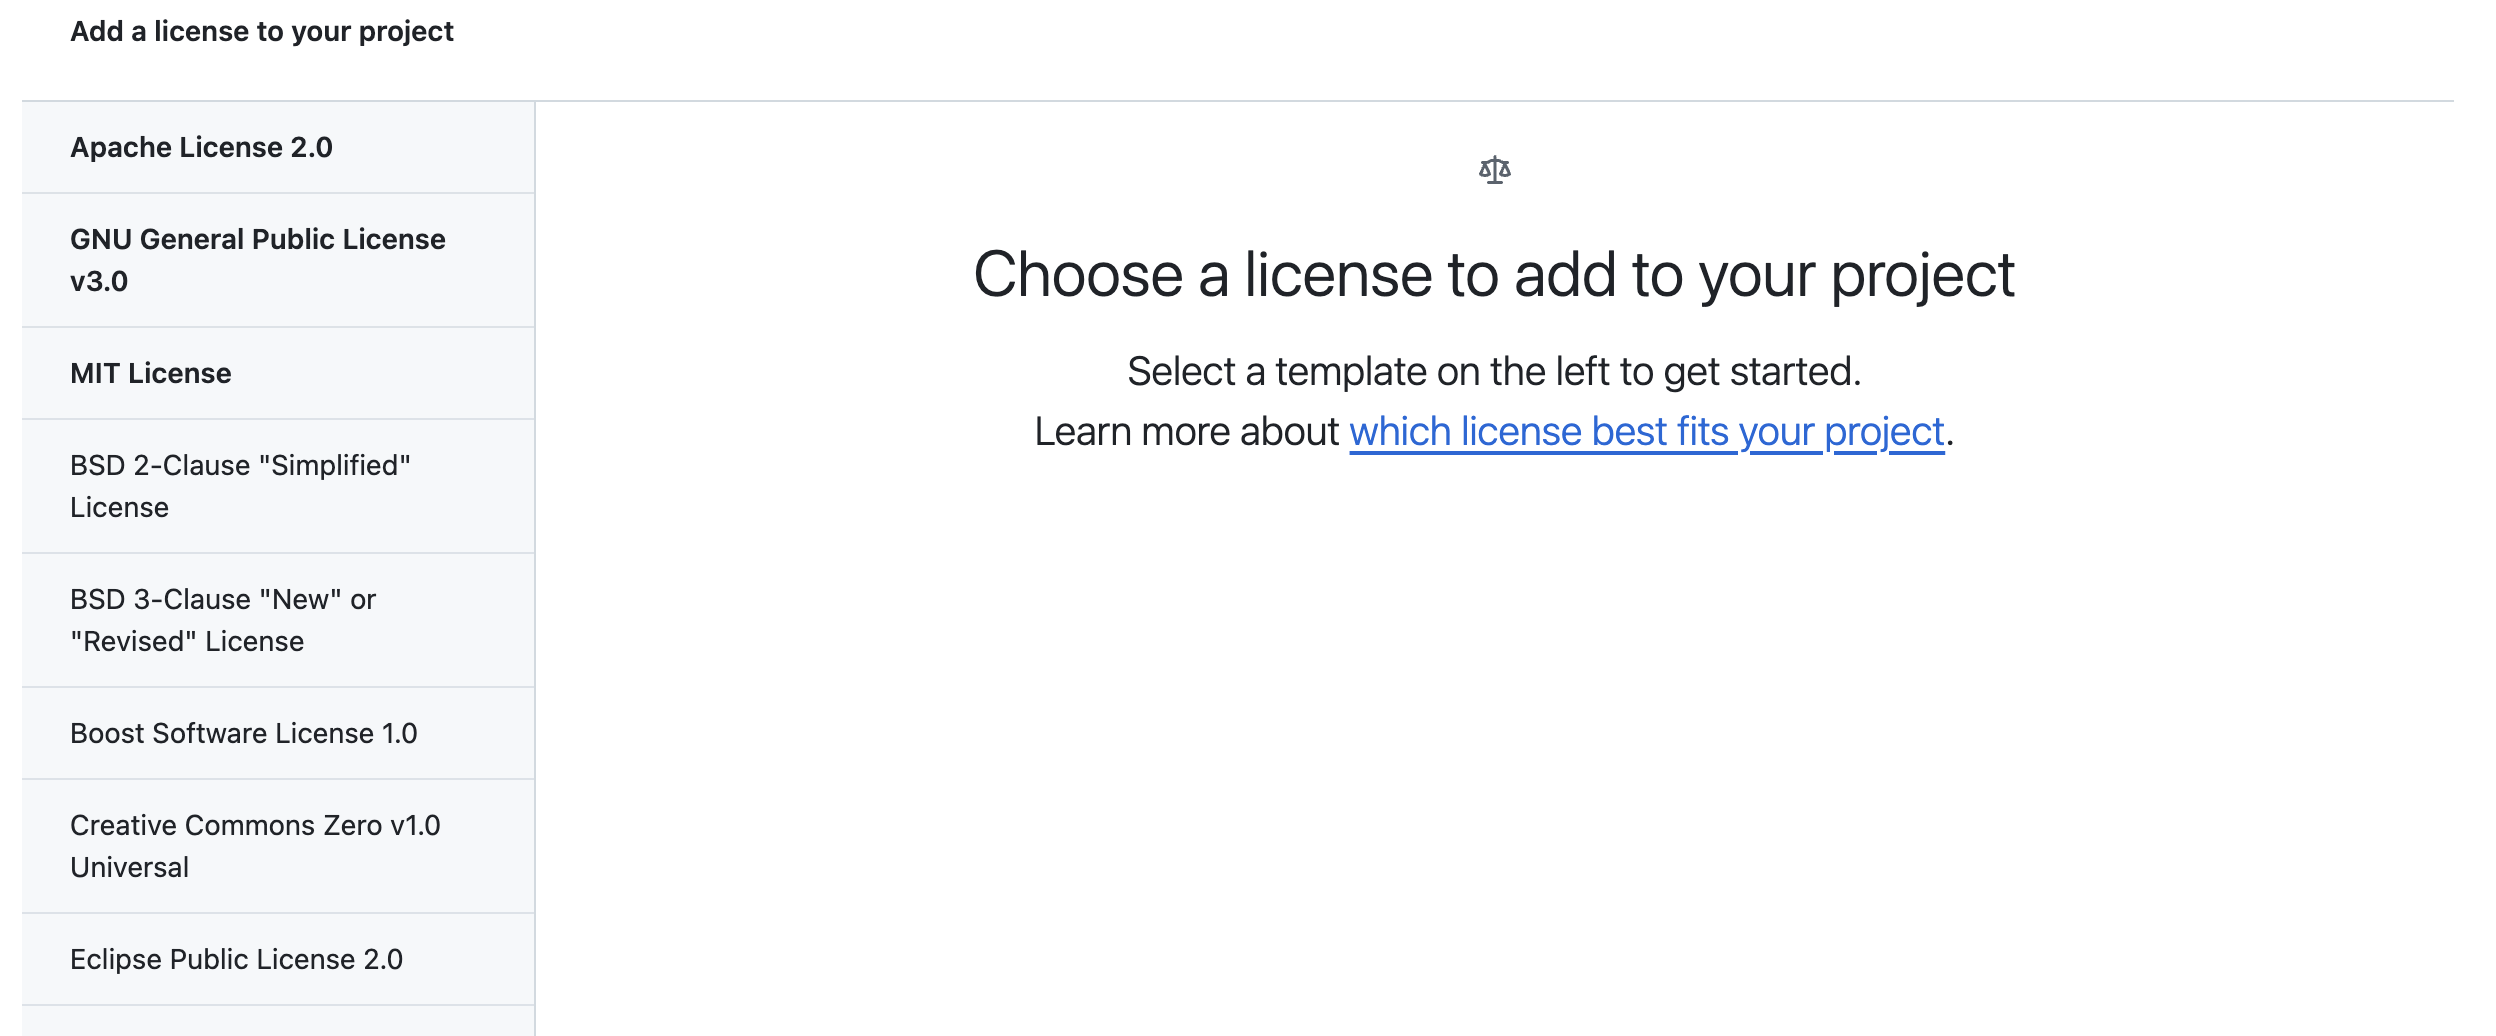 Add a license to your project
Apache License 2.0
GNU General Public License
v3.0
MIT License
BSD 2-Clause "Simplified"
License
BSD 3-Clause "New" or
"Revised" License
Boost Software License 1.0
Creative Commons Zero v1.0
Universal
Eclipse Public License 2.0
Choose a license to add to your project
Select a template on the left to get started.
Learn more about which license best fits your project.